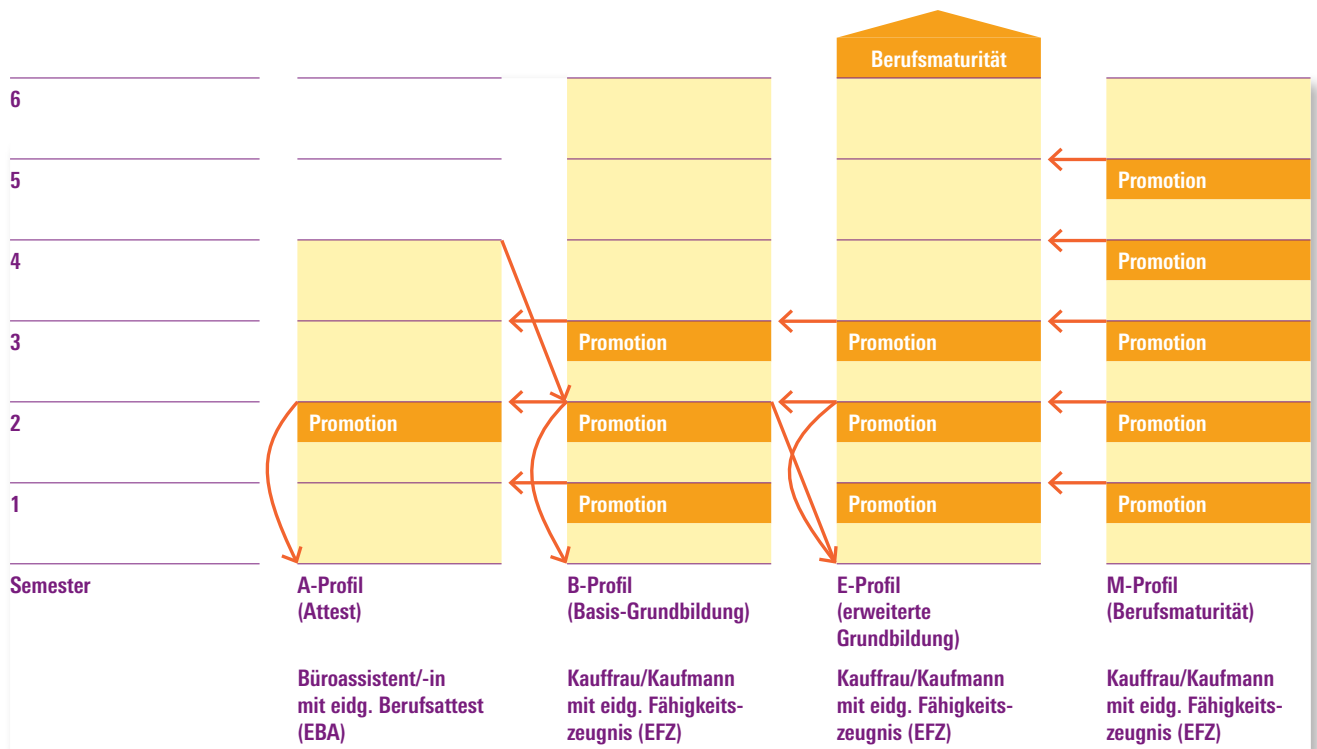 Berufsmaturität
6
5
Promotion
4
Promotion
3
Promotion
Promotion
Promotion
2
Promotion
Promotion
Promotion
Promotion
1
Promotion
Promotion
Promotion
Semester
A-Profil
(Attest)
Büroassistent/-in
mit eidg. Berufsattest
(EBA)
B-Profil
(Basis-Grundbildung)
Kauffrau/Kaufmann
mit eidg. Fähigkeits-
zeugnis (EFZ)
E-Profil
(erweiterte
Grundbildung)
Kauffrau/Kaufmann
mit eidg. Fähigkeits-
zeugnis (EFZ)
M-Profil
(Berufsmaturität)
Kauffrau/Kaufmann
mit eidg. Fähigkeits-
zeugnis (EFZ)